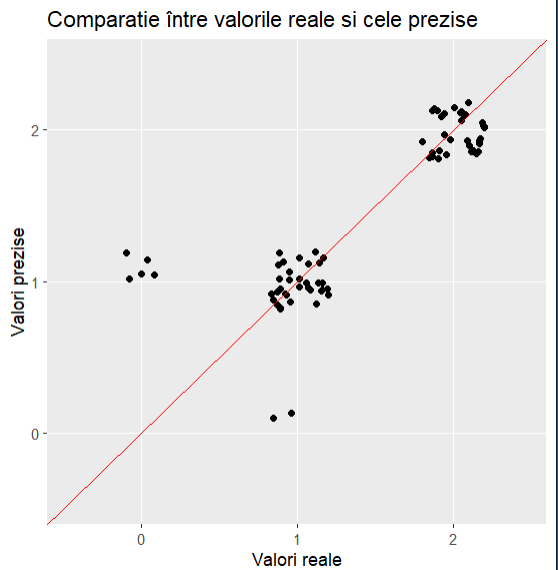 Comparatie între valorile reale si cele prezise
Valori prezise
2
1
0
0 1 2
Valori reale